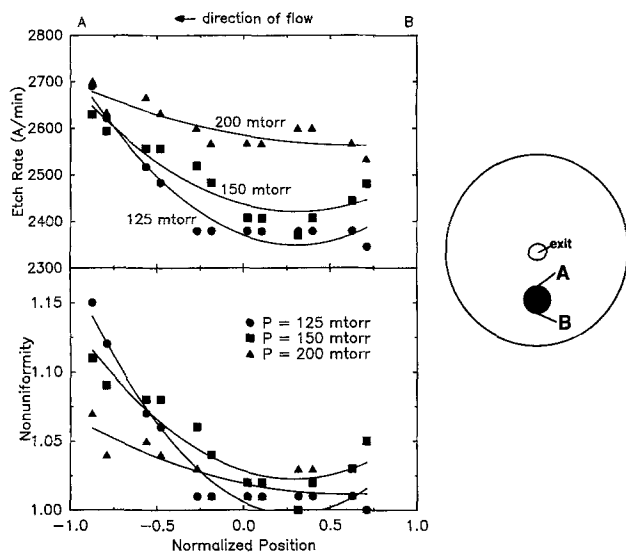 A ← direction of flow B
2800
2700
2600
2500
2400
2300
Etch Rate (A/min)
200 mtorr
150 mtorr
125 mtorr
exit
A
B
1.15
1.10
1.05
1.00
Nonuniformity
● P = 125 mtorr
■ P = 150 mtorr
▲ P = 200 mtorr
-1.0 -0.5 0.0 0.5 1.0
Normalized Position